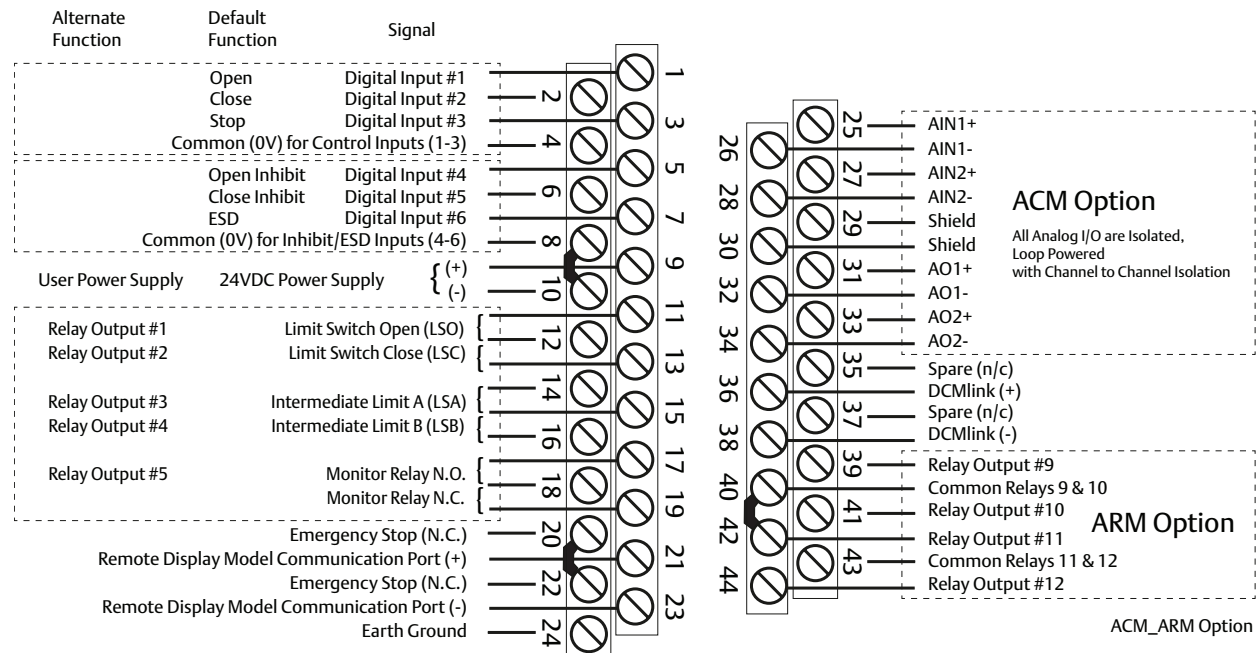 Alternate Function
Default Function
Signal
Open Digital Input #1 1
Close Digital Input #2 2
Stop Digital Input #3 3
Common (0V) for Control Inputs (1-3) 4
Open Inhibit Digital Input #4 5
Close Inhibit Digital Input #5 6
ESD Digital Input #6 7
Common (0V) for Inhibit/ESD Inputs (4-6) 8
User Power Supply 24VDC Power Supply { (+) 9
(-) 10
11
Relay Output #1 Limit Switch Open (LSO) { 12
Relay Output #2 Limit Switch Close (LSC) { 13
14
Relay Output #3 Intermediate Limit A (LSA) { 15
Relay Output #4 Intermediate Limit B (LSB) { 16
17
Relay Output #5 Monitor Relay N.O. { 18
Monitor Relay N.C. { 19
Emergency Stop (N.C.) 20
Remote Display Model Communication Port (+) 21
Emergency Stop (N.C.) 22
Remote Display Model Communication Port (-) 23
Earth Ground 24
25 AIN1+
26 AIN1-
27 AIN2+
28 AIN2-
29 Shield
30 Shield
31 AO1+
32 AO1-
33 AO2+
34 AO2-
ACM Option
All Analog I/O are Isolated,
Loop Powered
with Channel to Channel Isolation
35 Spare (n/c)
36 DCMlink (+)
37 Spare (n/c)
38 DCMlink (-)
39 Relay Output #9
40 Common Relays 9 & 10
41 Relay Output #10
42 Relay Output #11
43 Common Relays 11 & 12
44 Relay Output #12
ARM Option
ACM_ARM Option